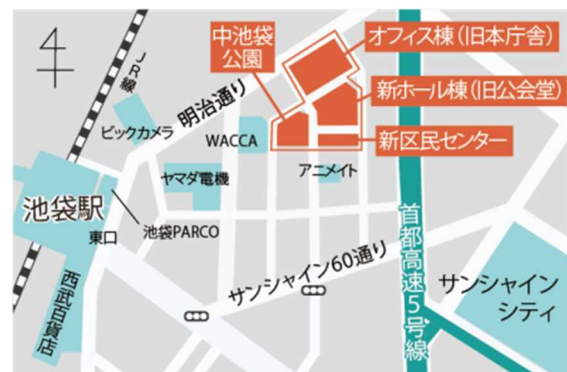 中池袋
公園
オフィス棟(旧本庁舎)
新ホール棟(旧公会堂)
新区民センター
JR線
明治通り
ビックカメラ
WACCA
ヤマダ電機
アニメイト
池袋駅
東口
池袋PARCO
西武百貨店
サンシャイン60通り
首都高速5号線
サンシャイン
シティ